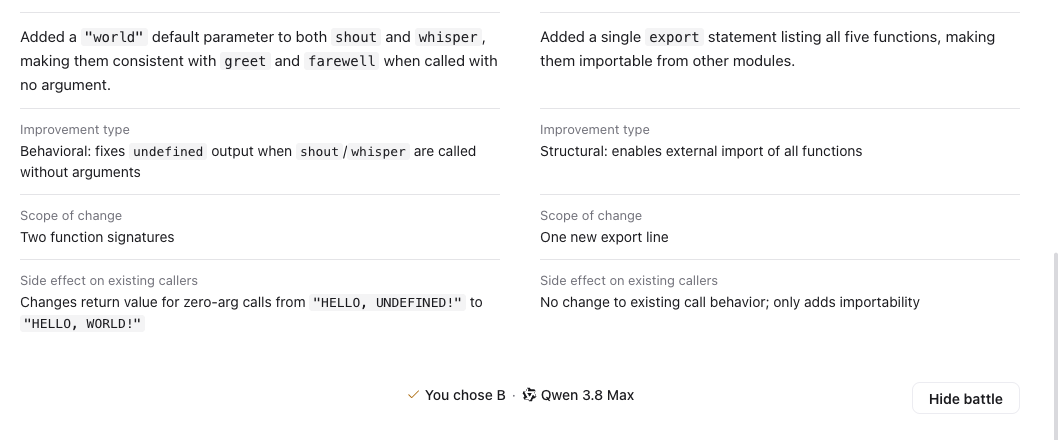 Added a "world" default parameter to both shout and whisper,
making them consistent with greet and farewell when called with
no argument.
Improvement type
Behavioral: fixes undefined output when shout / whisper are called
without arguments
Scope of change
Two function signatures
Side effect on existing callers
Changes return value for zero-arg calls from "HELLO, UNDEFINED!" to
"HELLO, WORLD!"
Added a single export statement listing all five functions, making
them importable from other modules.
Improvement type
Structural: enables external import of all functions
Scope of change
One new export line
Side effect on existing callers
No change to existing call behavior; only adds importability
You chose B · Qwen 3.8 Max
Hide battle